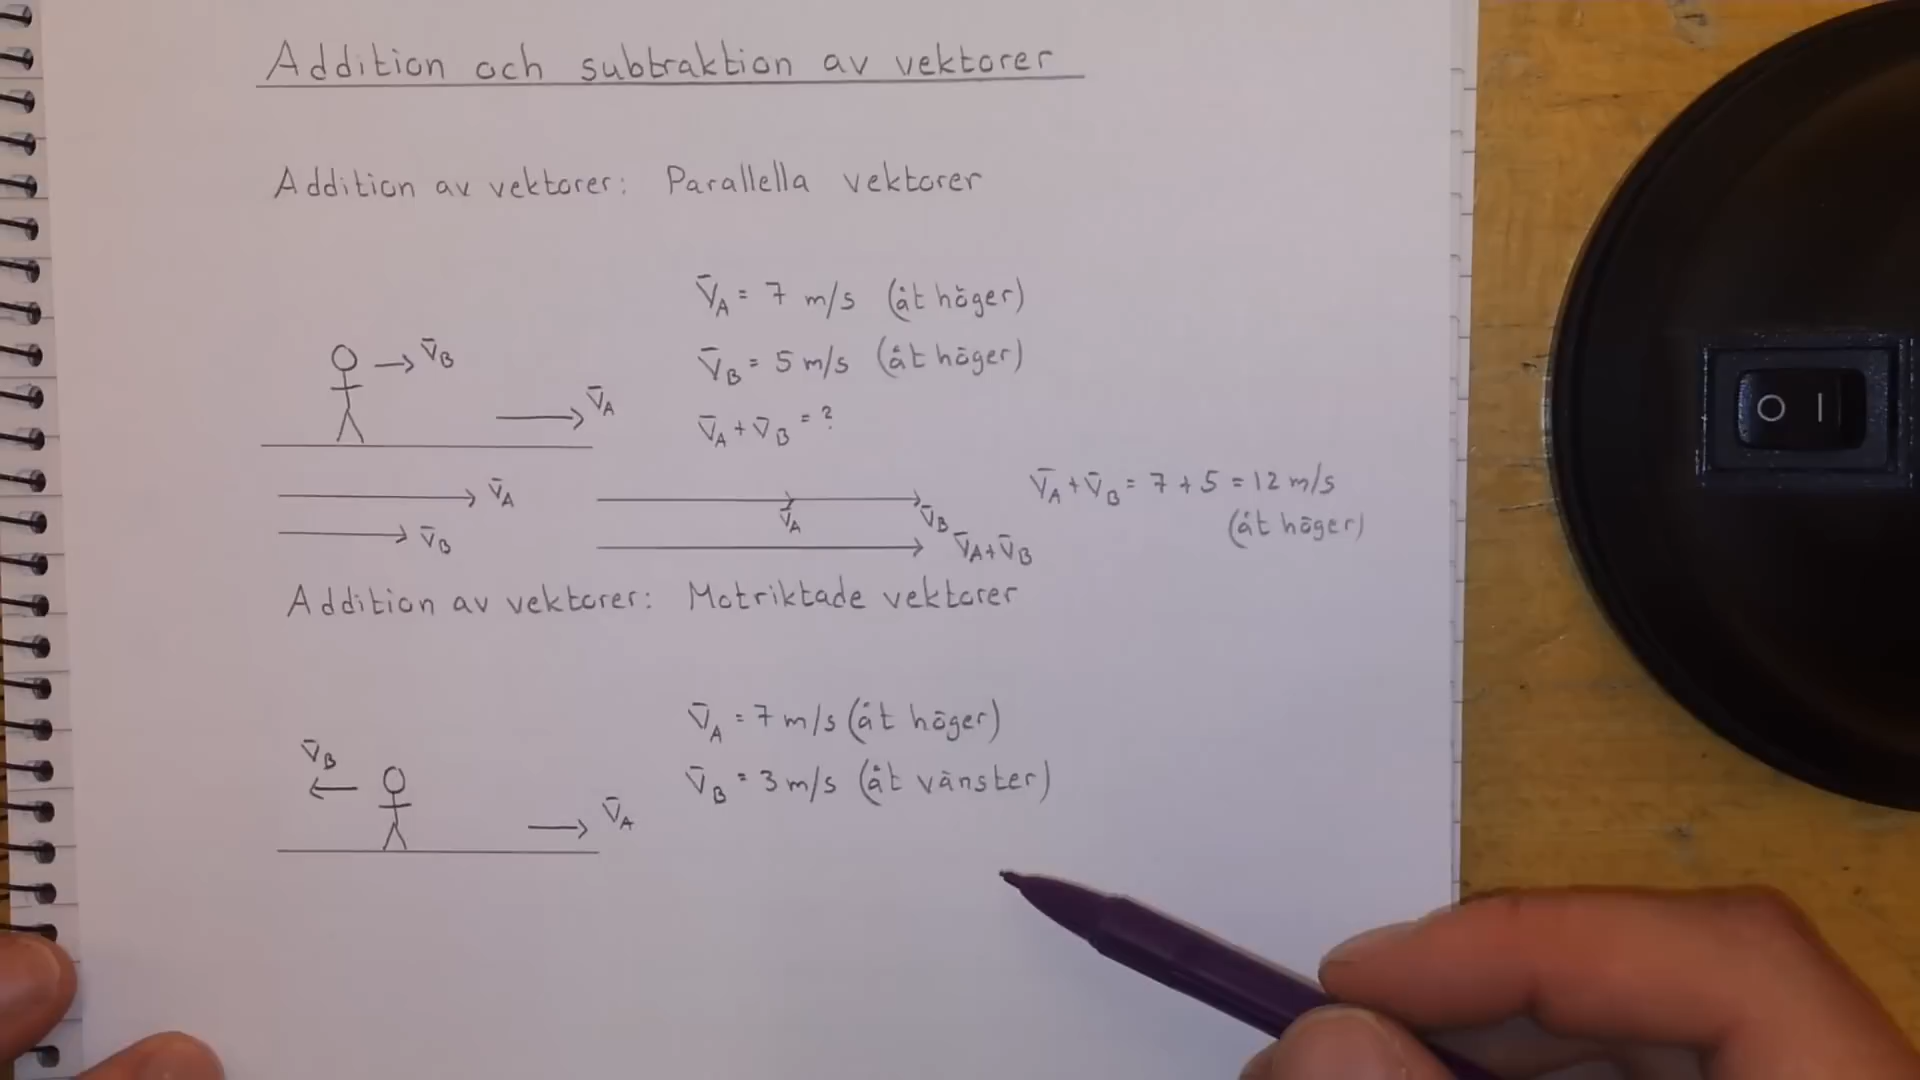 Addition och subtraktion av vektorer
Addition av vektorer: Parallella vektorer
V̄A = 7 m/s (åt höger)
V̄B = 5 m/s (åt höger)
V̄A + V̄B = ?
V̄B
V̄A
V̄A
V̄B
V̄A
V̄B
V̄A+V̄B
V̄A + V̄B = 7 + 5 = 12 m/s
(åt höger)
Addition av vektorer: Motriktade vektorer
V̄A = 7 m/s (åt höger)
V̄B = 3 m/s (åt vänster)
V̄B
V̄A
O |